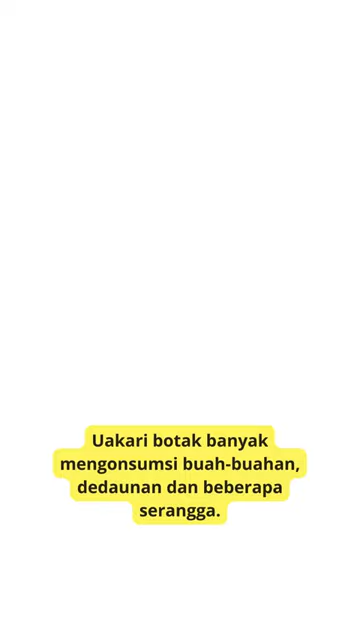 Uakari botak banyak
mengonsumsi buah-buahan,
dedaunan dan beberapa
serangga.